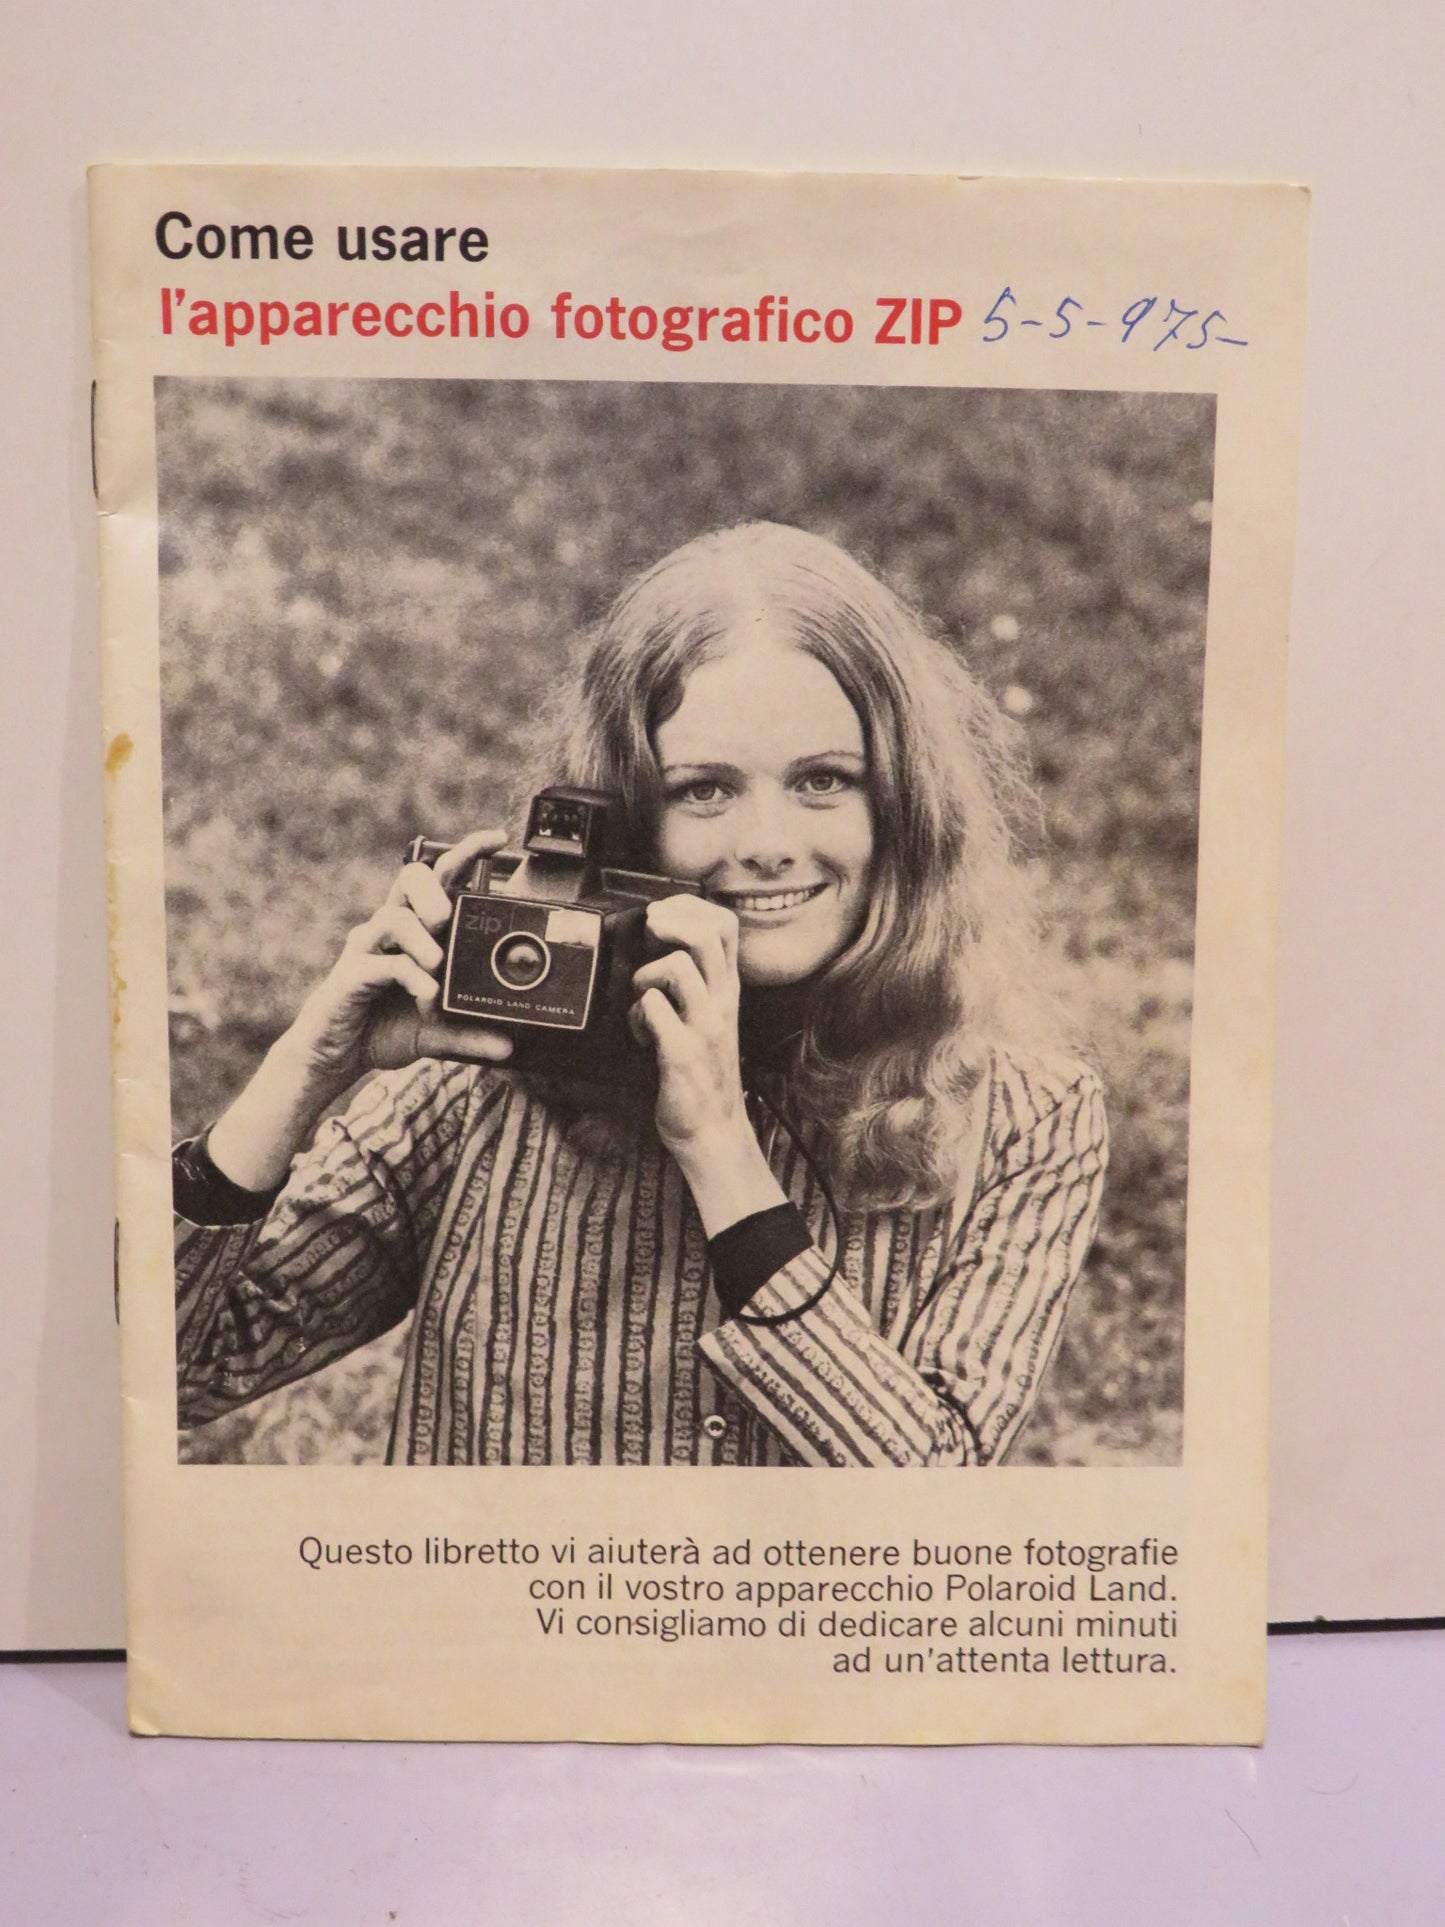 Come usare
l'apparecchio fotografico ZIP 5-5-975-
zip
POLAROID LAND CAMERA
Questo libretto vi aiuterà ad ottenere buone fotografie
con il vostro apparecchio Polaroid Land.
Vi consigliamo di dedicare alcuni minuti
ad un'attenta lettura.